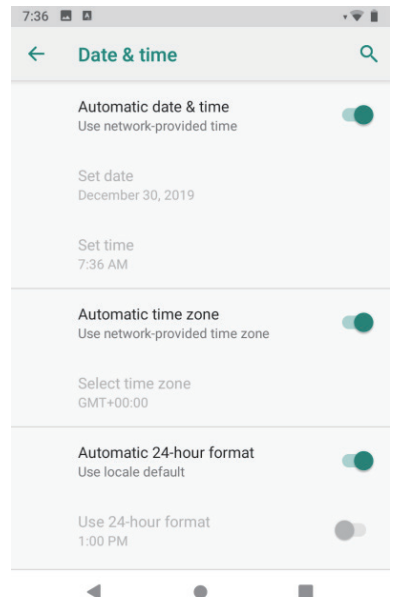 7:36
Date & time
Automatic date & time
Use network-provided time
Set date
December 30, 2019
Set time
7:36 AM
Automatic time zone
Use network-provided time zone
Select time zone
GMT+00:00
Automatic 24-hour format
Use locale default
Use 24-hour format
1:00 PM